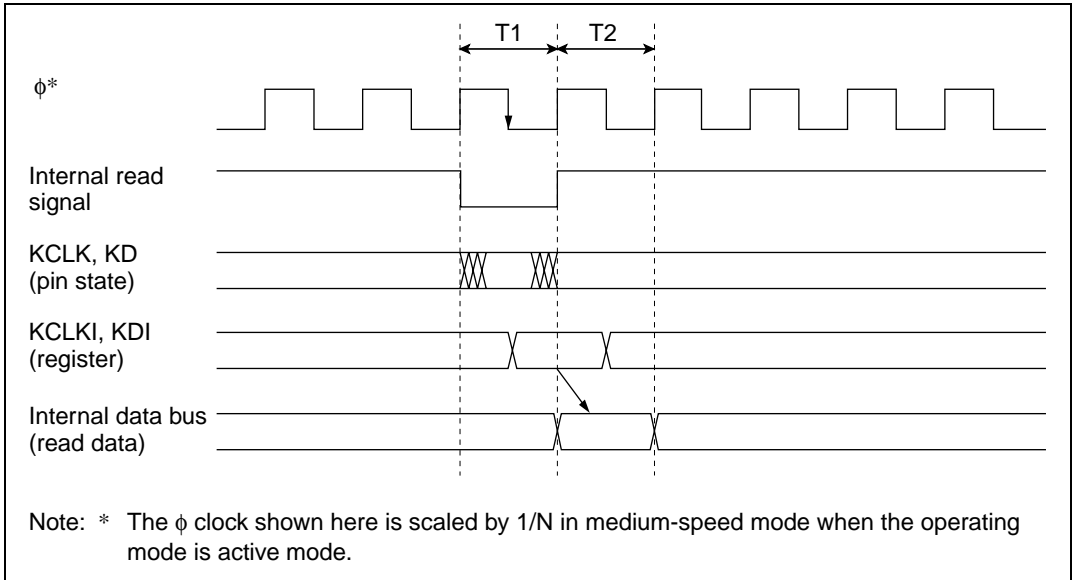 T1 T2
ϕ*
Internal read
signal
KCLK, KD
(pin state)
KCLKI, KDI
(register)
Internal data bus
(read data)
Note: * The ϕ clock shown here is scaled by 1/N in medium-speed mode when the operating
mode is active mode.